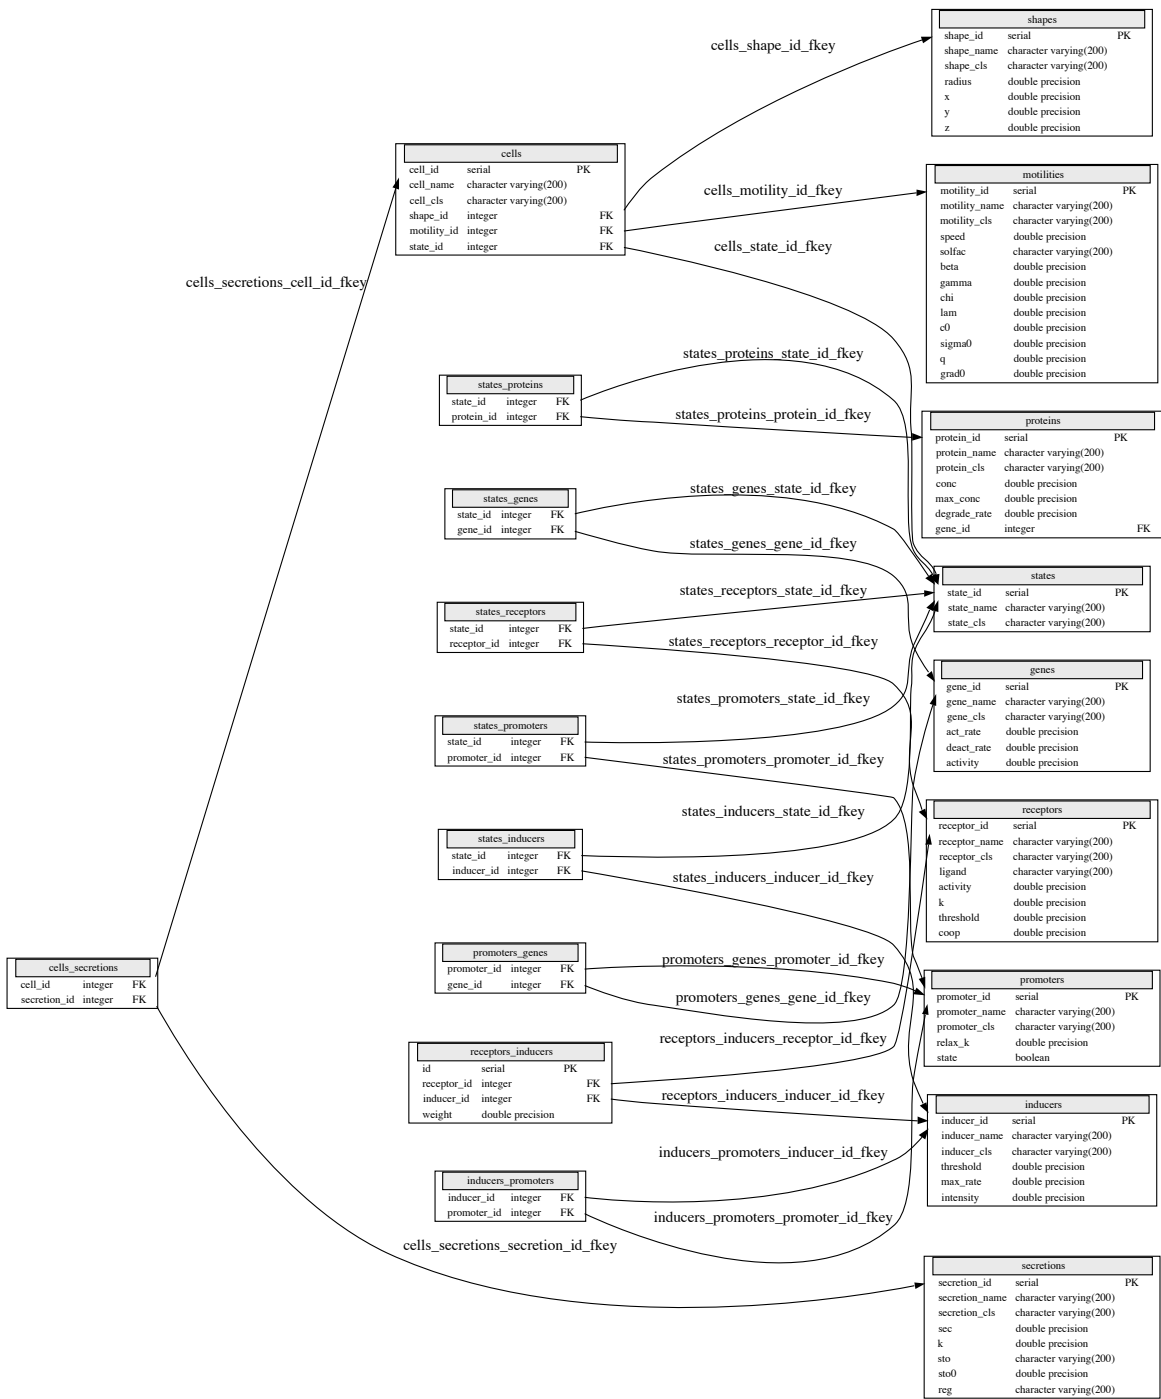 shapes
shape_id serial PK
shape_name character varying(200)
shape_cls character varying(200)
radius double precision
x double precision
y double precision
z double precision
cells_shape_id_fkey
cells
cell_id serial PK
cell_name character varying(200)
cell_cls character varying(200)
shape_id integer FK
motility_id integer FK
state_id integer FK
cells_motility_id_fkey
cells_state_id_fkey
motilities
motility_id serial PK
motility_name character varying(200)
motility_cls character varying(200)
speed double precision
solfac character varying(200)
beta double precision
gamma double precision
chi double precision
lam double precision
c0 double precision
sigma0 double precision
q double precision
grad0 double precision
cells_secretions_cell_id_fkey
states_proteins_state_id_fkey
states_proteins
state_id integer FK
protein_id integer FK
states_proteins_protein_id_fkey
proteins
protein_id serial PK
protein_name character varying(200)
protein_cls character varying(200)
conc double precision
max_conc double precision
degrade_rate double precision
gene_id integer FK
states_genes_state_id_fkey
states_genes
state_id integer FK
gene_id integer FK
states_genes_gene_id_fkey
states
state_id serial PK
state_name character varying(200)
state_cls character varying(200)
states_receptors_state_id_fkey
states_receptors
state_id integer FK
receptor_id integer FK
states_receptors_receptor_id_fkey
genes
gene_id serial PK
gene_name character varying(200)
gene_cls character varying(200)
act_rate double precision
deact_rate double precision
activity double precision
states_promoters_state_id_fkey
states_promoters
state_id integer FK
promoter_id integer FK
states_promoters_promoter_id_fkey
receptors
receptor_id serial PK
receptor_name character varying(200)
receptor_cls character varying(200)
ligand character varying(200)
activity double precision
k double precision
threshold double precision
coop double precision
states_inducers_state_id_fkey
states_inducers
state_id integer FK
inducer_id integer FK
states_inducers_inducer_id_fkey
cells_secretions
cell_id integer FK
secretion_id integer FK
promoters_genes
promoter_id integer FK
gene_id integer FK
promoters_genes_promoter_id_fkey
promoters_genes_gene_id_fkey
promoters
promoter_id serial PK
promoter_name character varying(200)
promoter_cls character varying(200)
relax_k double precision
state boolean
receptors_inducers_receptor_id_fkey
receptors_inducers
id serial PK
receptor_id integer FK
inducer_id integer FK
weight double precision
receptors_inducers_inducer_id_fkey
inducers
inducer_id serial PK
inducer_name character varying(200)
inducer_cls character varying(200)
threshold double precision
max_rate double precision
intensity double precision
inducers_promoters_inducer_id_fkey
inducers_promoters
inducer_id integer FK
promoter_id integer FK
inducers_promoters_promoter_id_fkey
cells_secretions_secretion_id_fkey
secretions
secretion_id serial PK
secretion_name character varying(200)
secretion_cls character varying(200)
sec double precision
k double precision
sto character varying(200)
sto0 double precision
reg character varying(200)